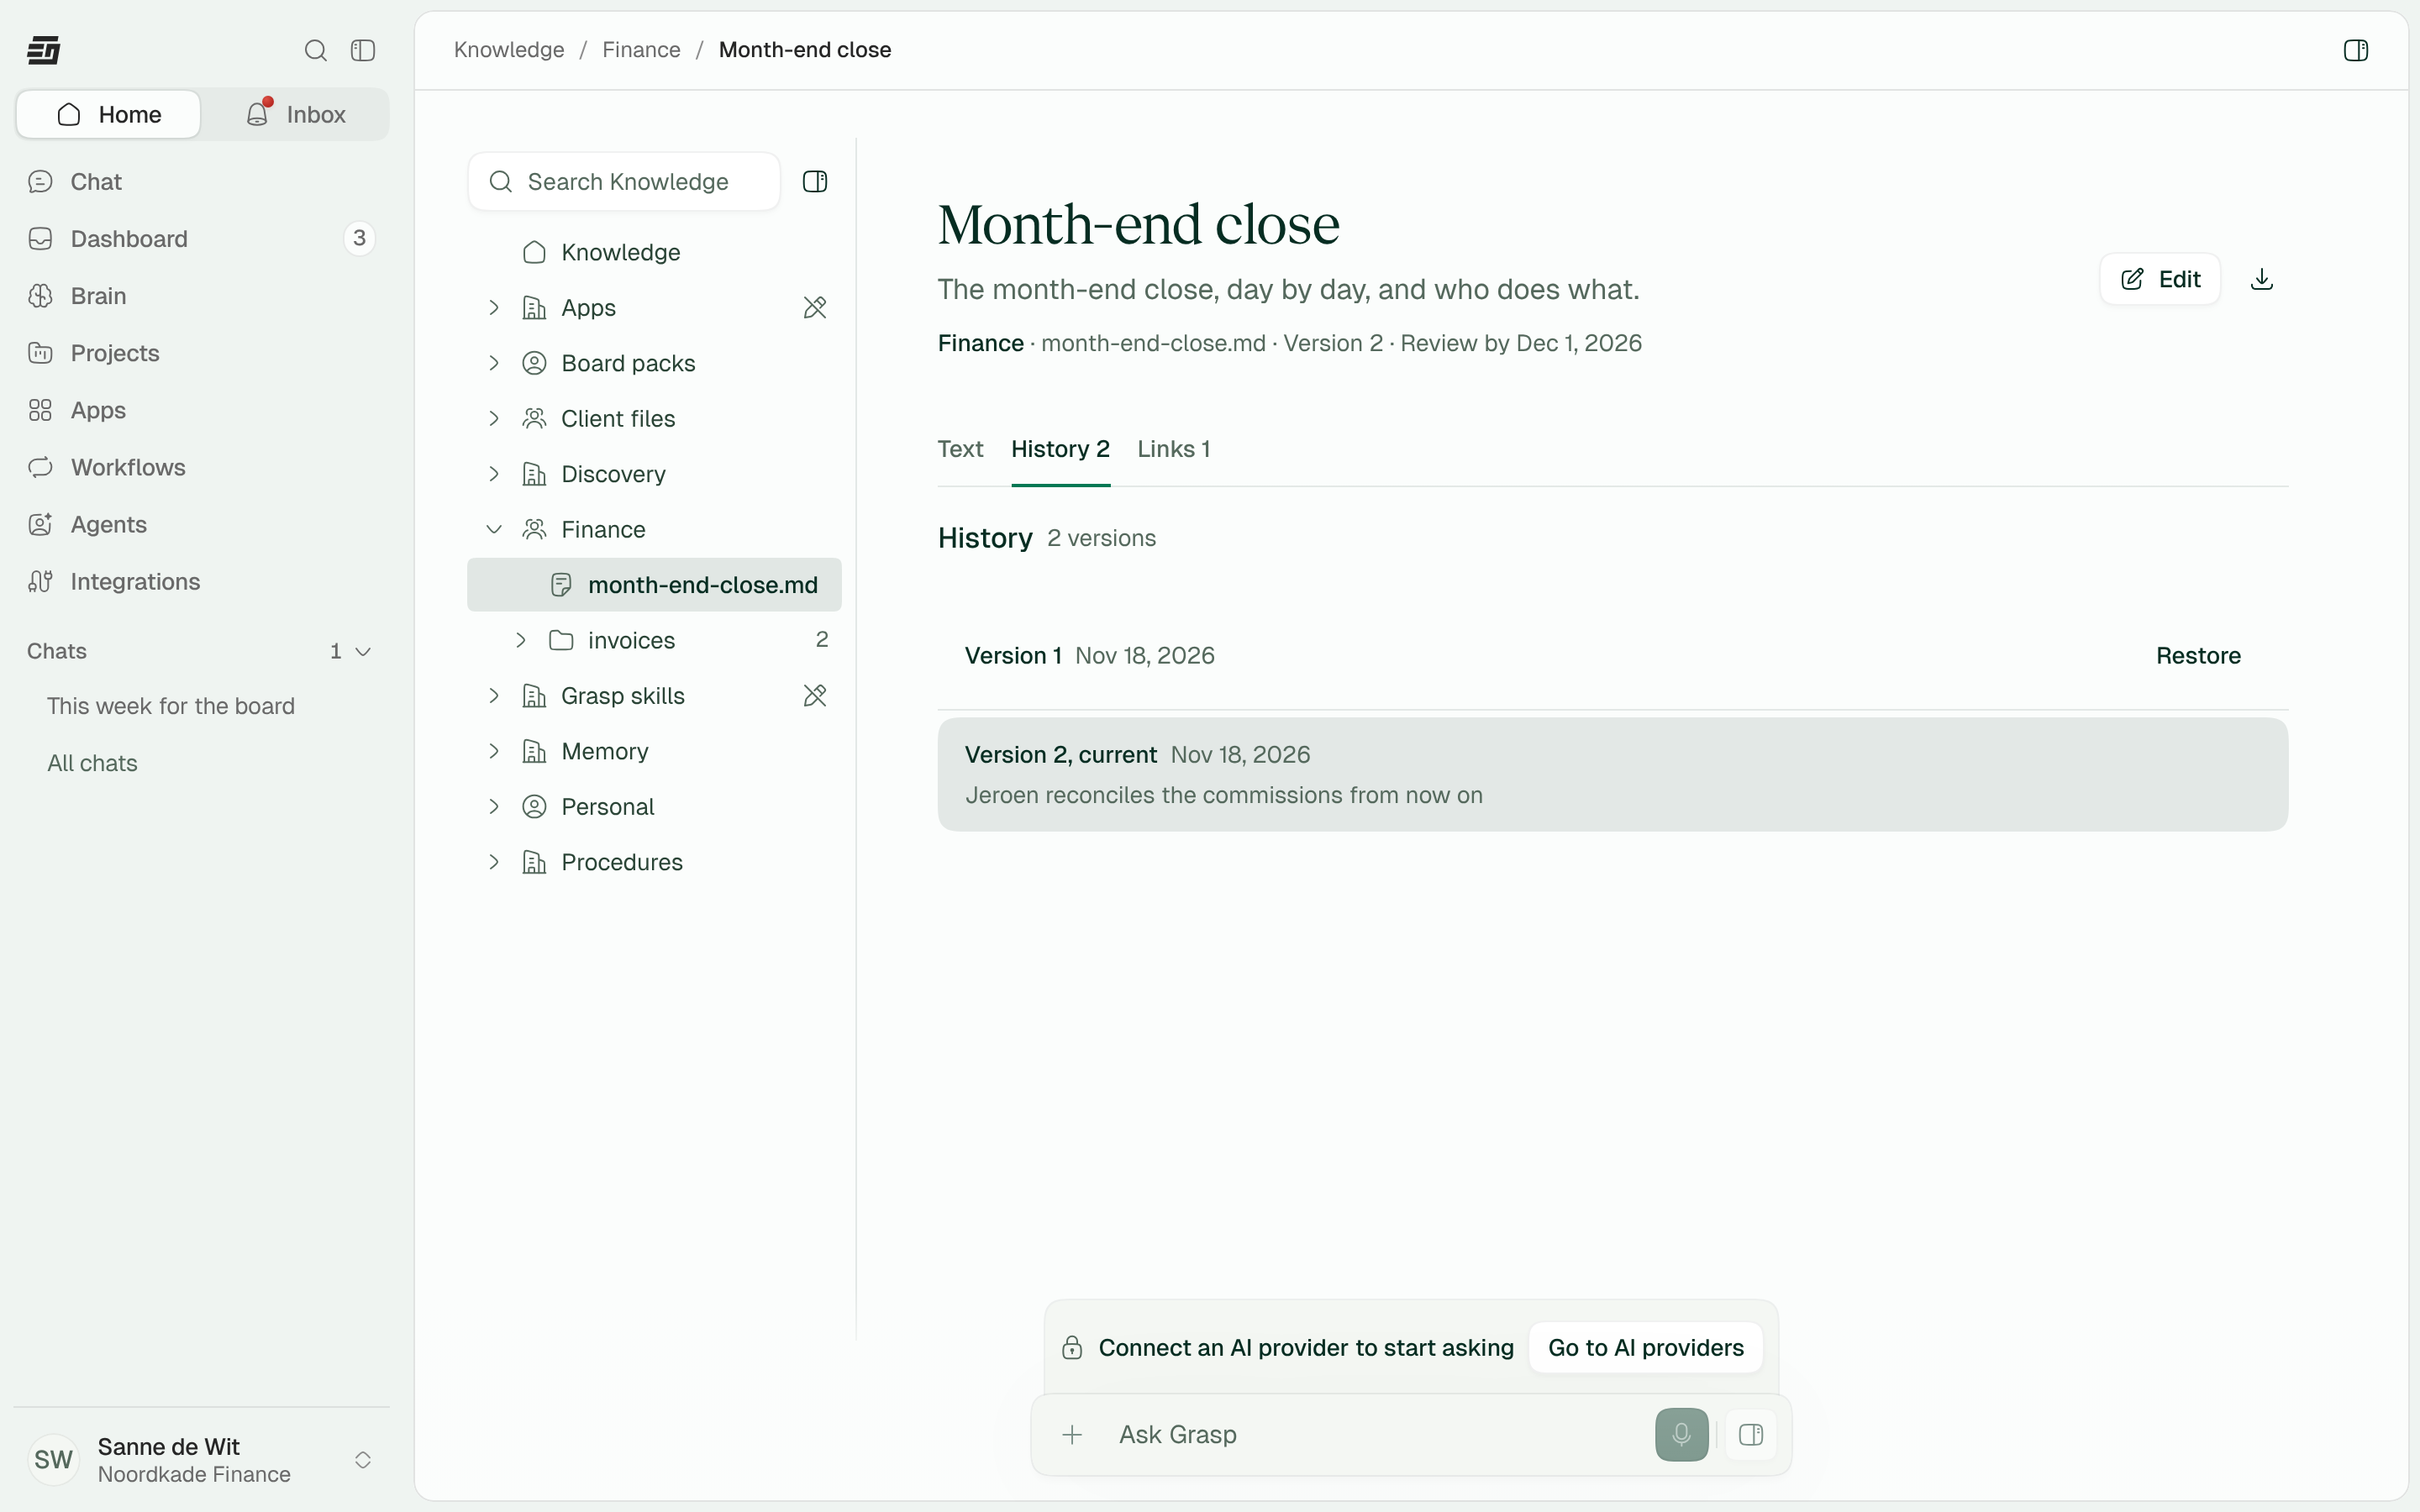 Home
Inbox
Chat
Dashboard 3
Brain
Projects
Apps
Workflows
Agents
Integrations
Chats 1
This week for the board
All chats
SW
Sanne de Wit
Noordkade Finance
Knowledge / Finance / Month-end close
Search Knowledge
Knowledge
Apps
Board packs
Client files
Discovery
Finance
month-end-close.md
invoices 2
Grasp skills
Memory
Personal
Procedures
Month-end close
The month-end close, day by day, and who does what.
Finance · month-end-close.md · Version 2 · Review by Dec 1, 2026
Edit
Text History 2 Links 1
History 2 versions
Version 1 Nov 18, 2026 Restore
Version 2, current Nov 18, 2026
Jeroen reconciles the commissions from now on
Connect an AI provider to start asking Go to AI providers
Ask Grasp